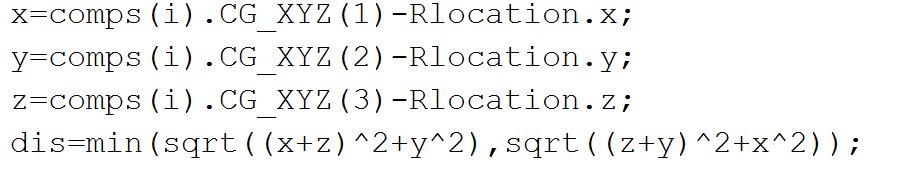 x=comps(i).CG_XYZ(1)-Rlocation.x;
y=comps(i).CG_XYZ(2)-Rlocation.y;
z=comps(i).CG_XYZ(3)-Rlocation.z;
dis=min(sqrt((x+z)^2+y^2),sqrt((z+y)^2+x^2));